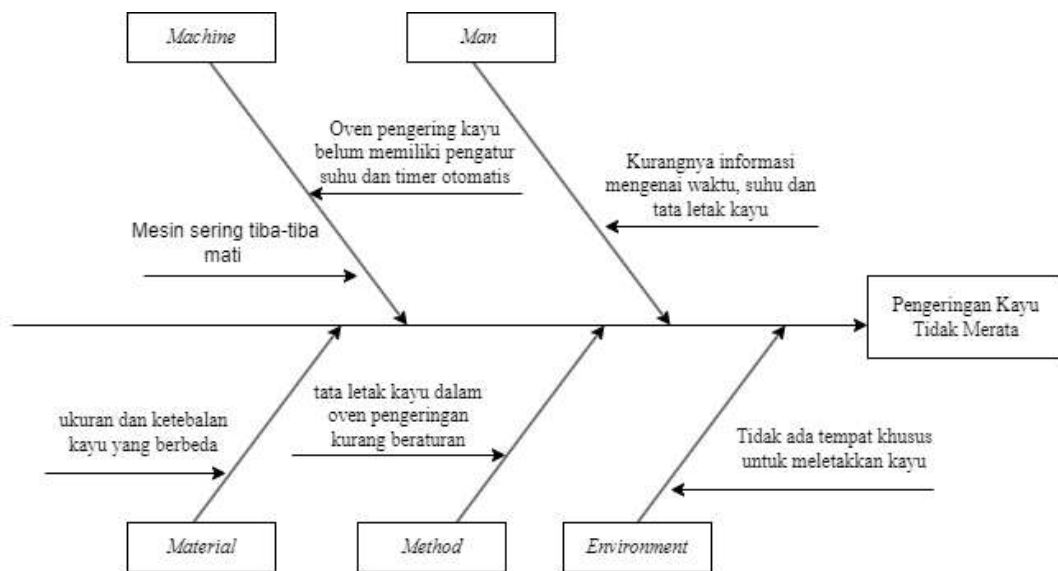 Machine
Man
Oven pengering kayu
belum memiliki pengatur
suhu dan timer otomatis
Kurangnya informasi
mengenai waktu, suhu dan
tata letak kayu
Mesin sering tiba-tiba
mati
Pengeringan Kayu
Tidak Merata
ukuran dan ketebalan
kayu yang berbeda
tata letak kayu dalam
oven pengeringan
kurang beraturan
Tidak ada tempat khusus
untuk meletakkan kayu
Material
Method
Environment